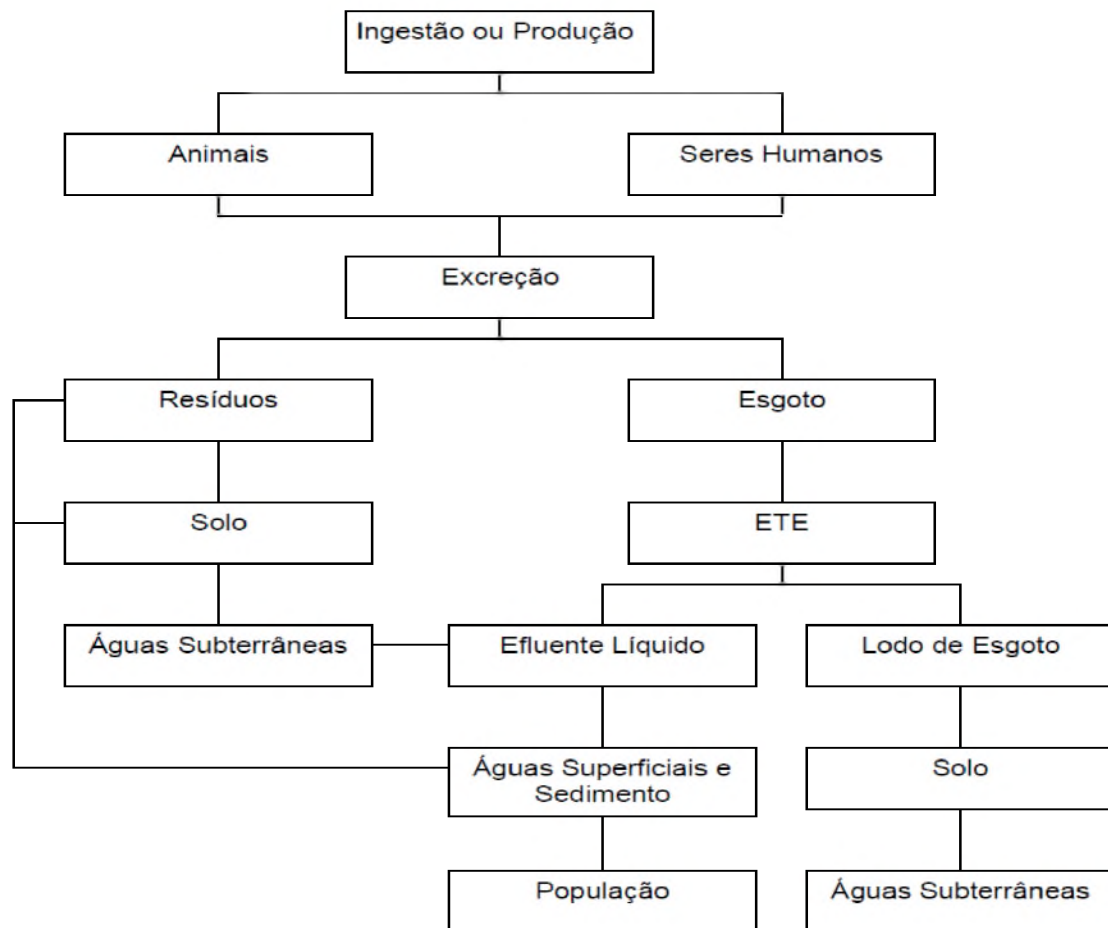 Ingestão ou Produção
Animais
Seres Humanos
Excreção
Resíduos
Esgoto
Solo
ETE
Águas Subterrâneas
Efluente Líquido
Lodo de Esgoto
Águas Superficiais e
Sedimento
Solo
População
Águas Subterrâneas